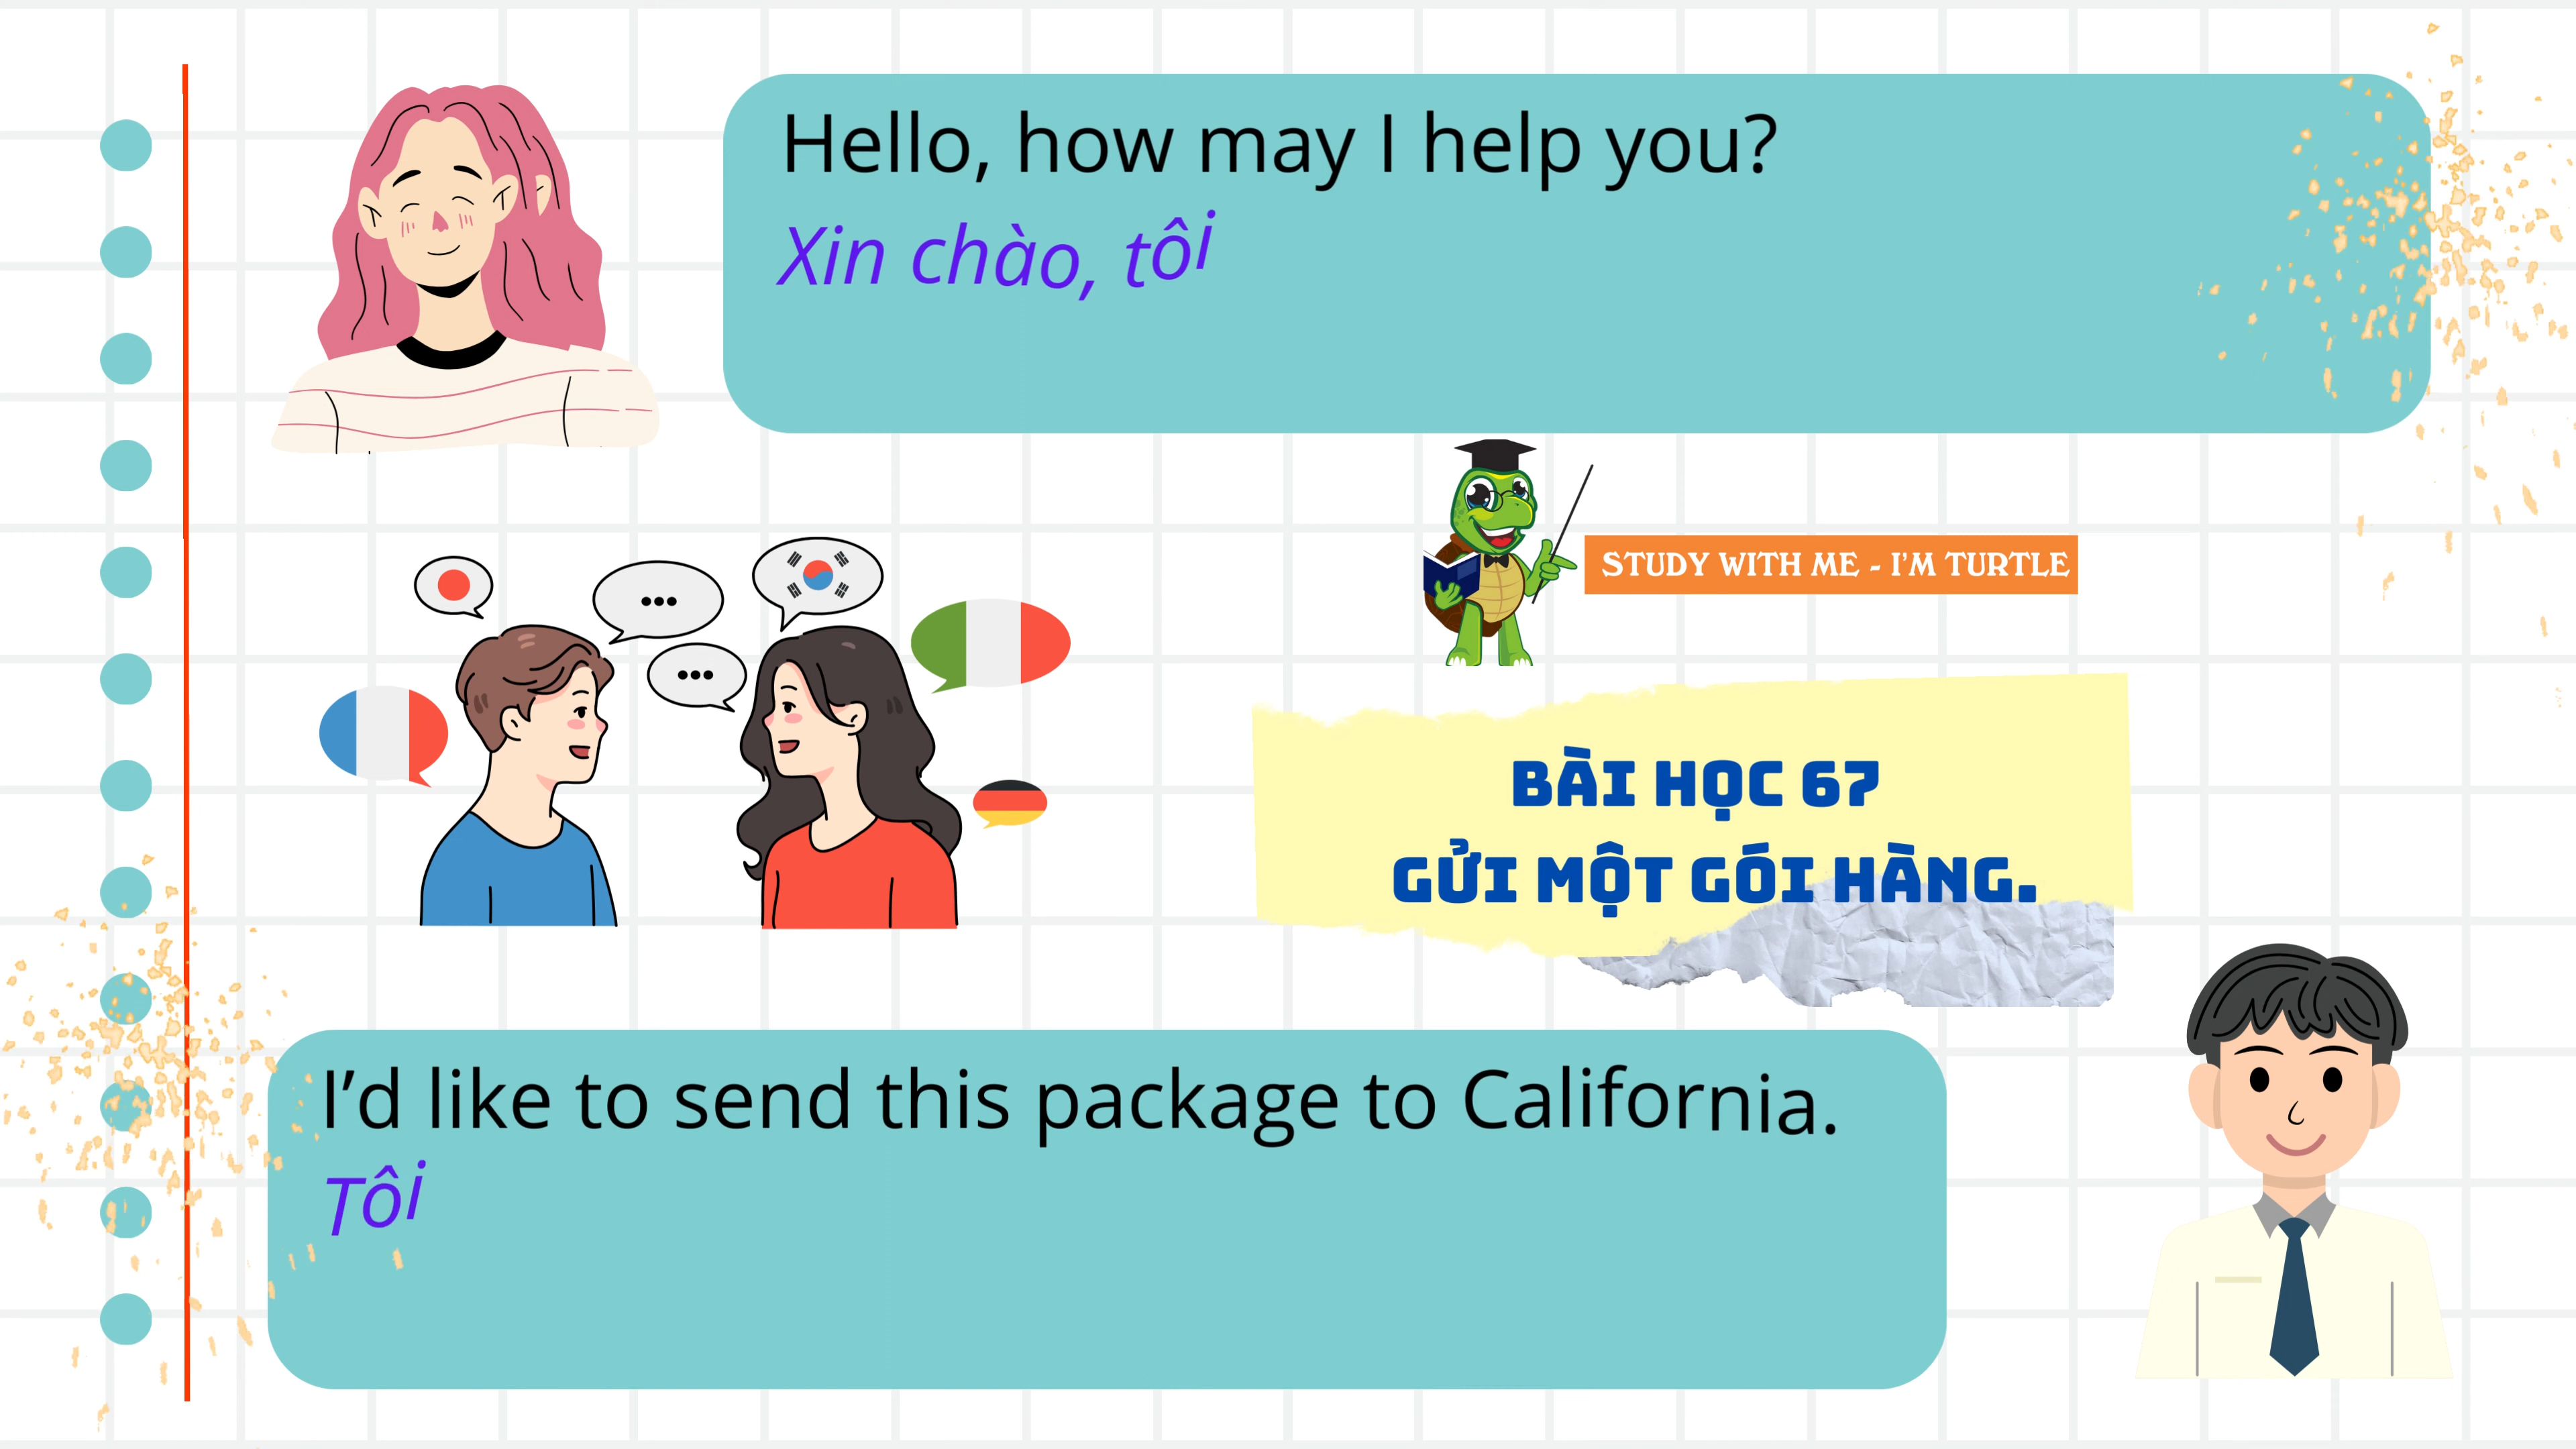 Hello, how may I help you?
Xin chào, tôi
STUDY WITH ME - I'M TURTLE
BÀI HỌC 67
GỬI MỘT GÓI HÀNG.
I’d like to send this package to California.
Tôi